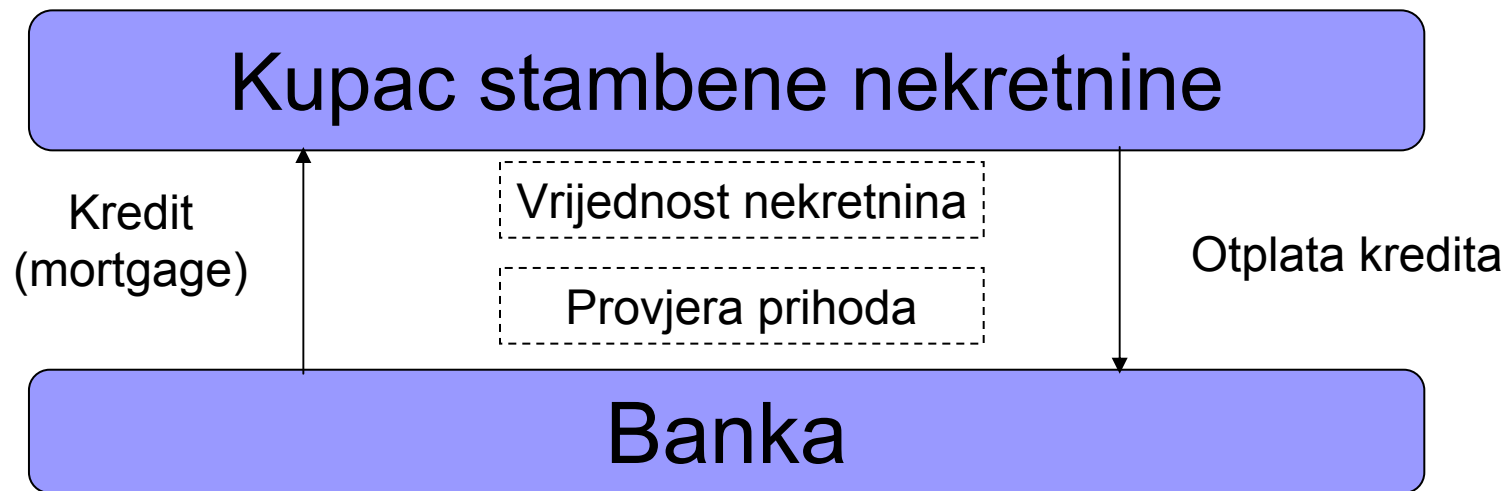 Kupac stambene nekretnine
Kredit
(mortgage)
Vrijednost nekretnina
Provjera prihoda
Otplata kredita
Banka